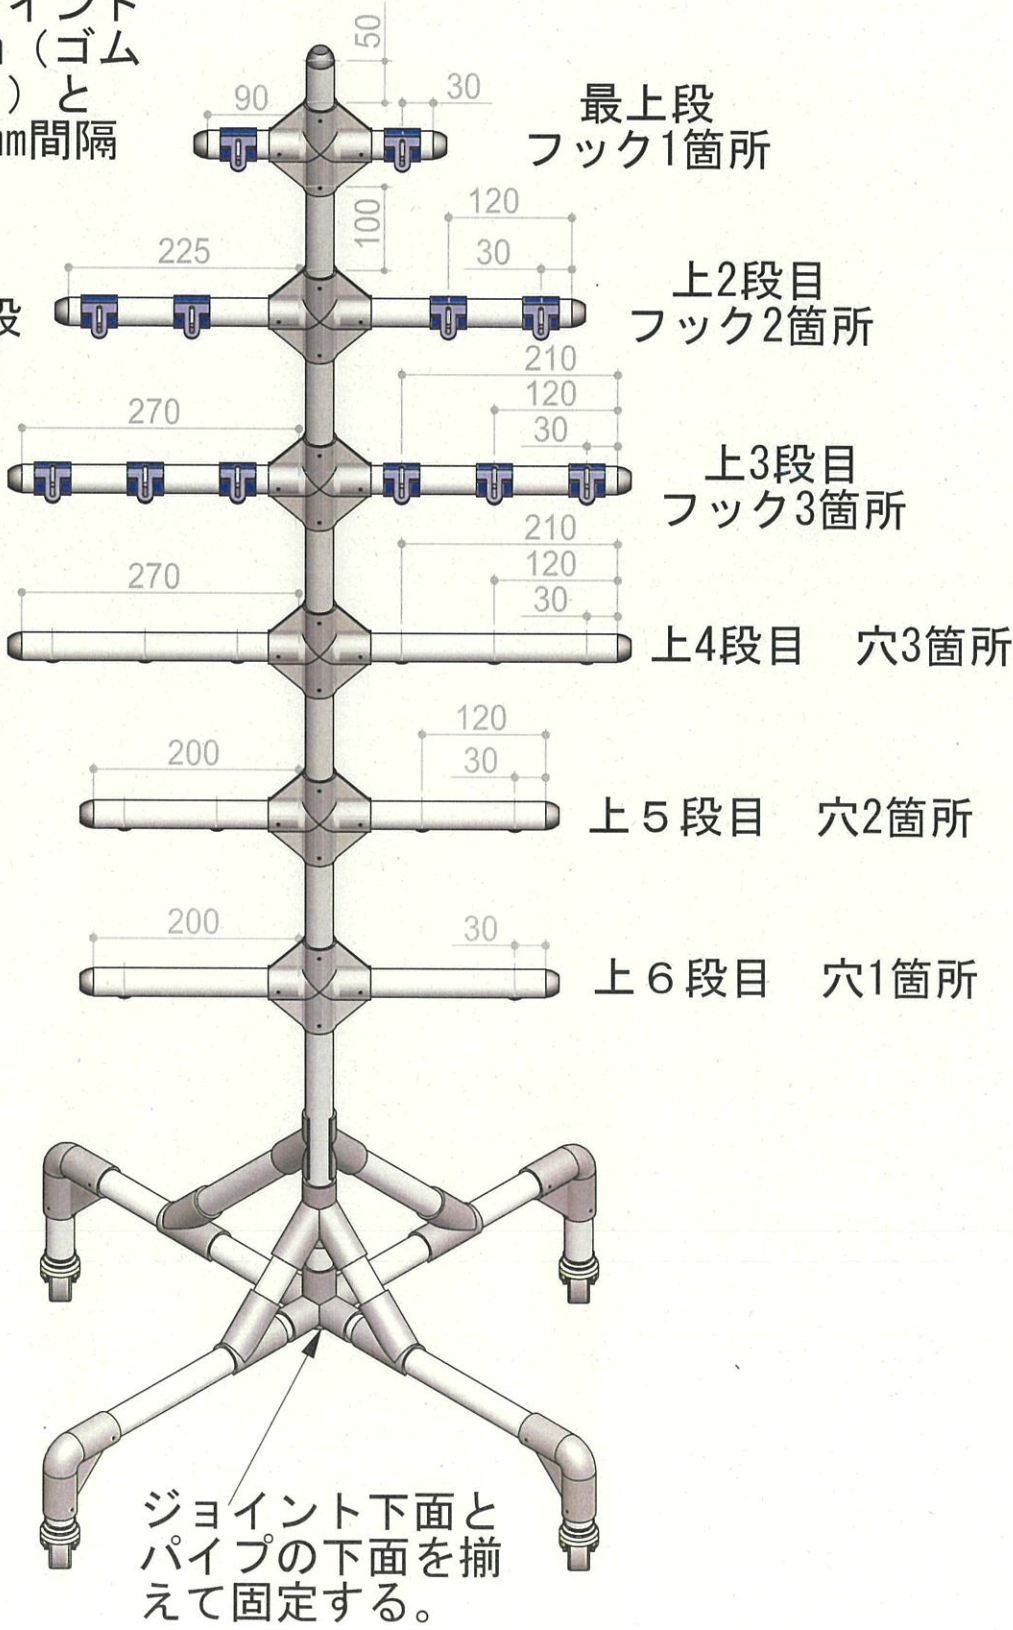 イント
（ゴム
）と
mm間隔
50
90
30
最上段
フック1箇所
100
120
225
30
上2段目
フック2箇所
段
210
120
270
30
上3段目
フック3箇所
210
120
270
30
上4段目　穴3箇所
120
200
30
上５段目　穴2箇所
200
30
上６段目　穴1箇所
ジョイント下面と
パイプの下面を揃
えて固定する。